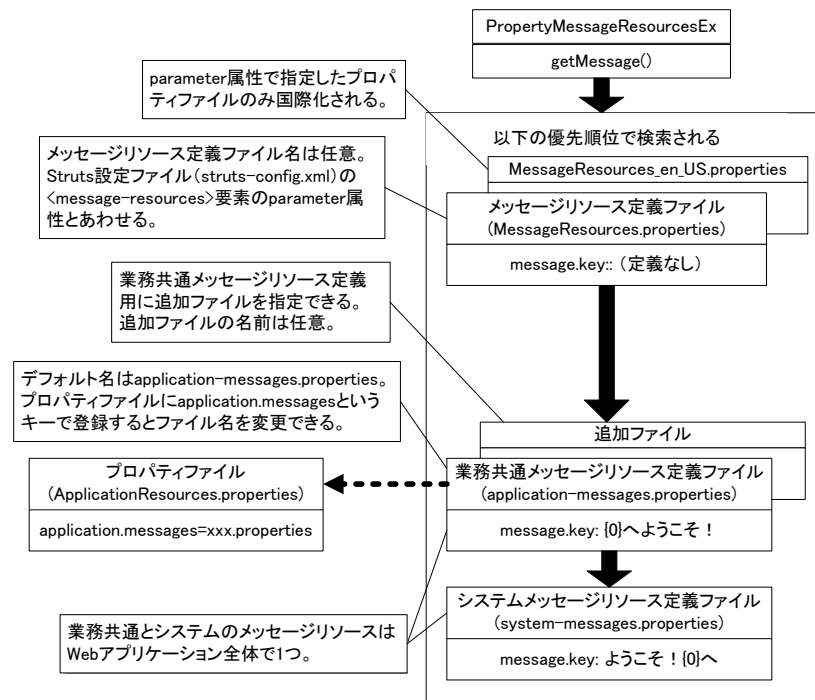 PropertyMessageResourcesEx
getMessage()
parameter属性で指定したプロパ
ティファイルのみ国際化される。
以下の優先順位で検索される
MessageResources_en_US.properties
メッセージリソース定義ファイル名は任意。
Struts設定ファイル(struts-config.xml)の
<message-resources>要素のparameter属
性とあわせる。
メッセージリソース定義ファイル
(MessageResources.properties)
message.key:: (定義なし)
業務共通メッセージリソース定義
用に追加ファイルを指定できる。
追加ファイルの名前は任意。
デフォルト名はapplication-messages.properties。
プロパティファイルにapplication.messagesという
キーで登録するとファイル名を変更できる。
追加ファイル
プロパティファイル
(ApplicationResources.properties)
application.messages=xxx.properties
業務共通メッセージリソース定義ファイル
(application-messages.properties)
message.key: {0}へようこそ!
業務共通とシステムのメッセージリソースは
Webアプリケーション全体で1つ。
システムメッセージリソース定義ファイル
(system-messages.properties)
message.key: ようこそ!{0}へ